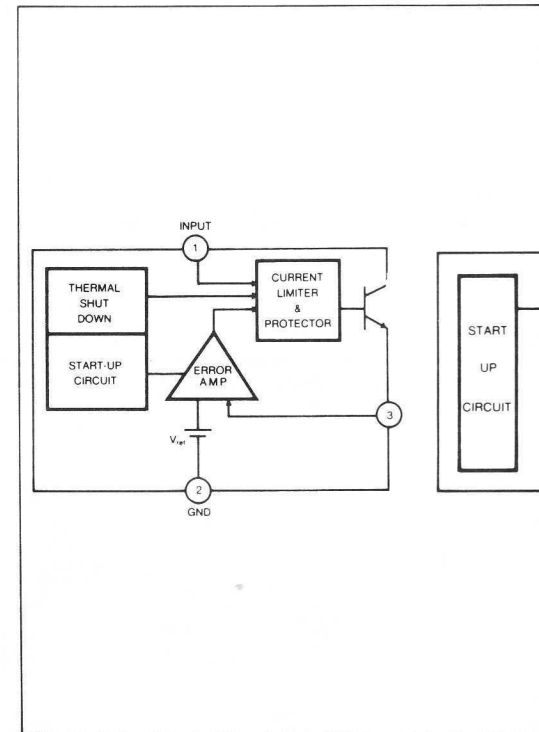 INPUT
1
THERMAL
SHUT
DOWN
CURRENT
LIMITER
&
PROTECTOR
START-UP
CIRCUIT
ERROR
AMP
3
Vref
2
GND
START
UP
CIRCUIT